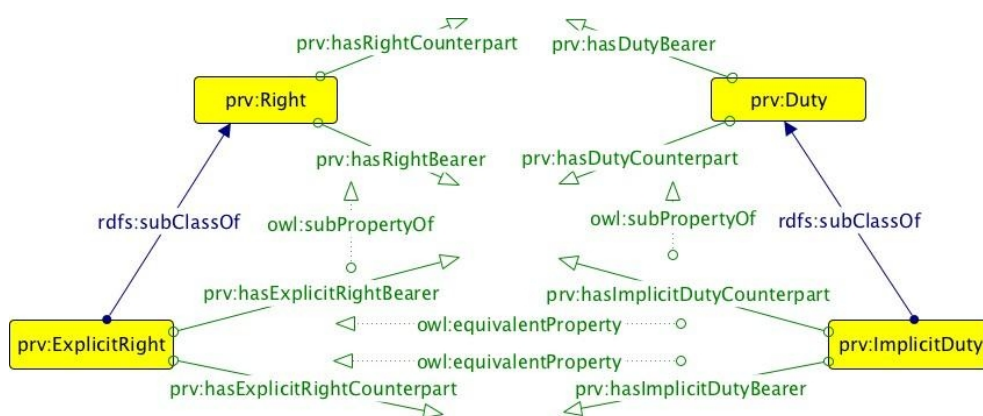 prv:hasRightCounterpart
prv:hasDutyBearer
prv:Right
prv:Duty
prv:hasRightBearer
prv:hasDutyCounterpart
rdfs:subClassOf
owl:subPropertyOf
owl:subPropertyOf
rdfs:subClassOf
prv:hasExplicitRightBearer
prv:hasImplicitDutyCounterpart
owl:equivalentProperty
prv:ExplicitRight
prv:ImplicitDuty
owl:equivalentProperty
prv:hasExplicitRightCounterpart
prv:hasImplicitDutyBearer